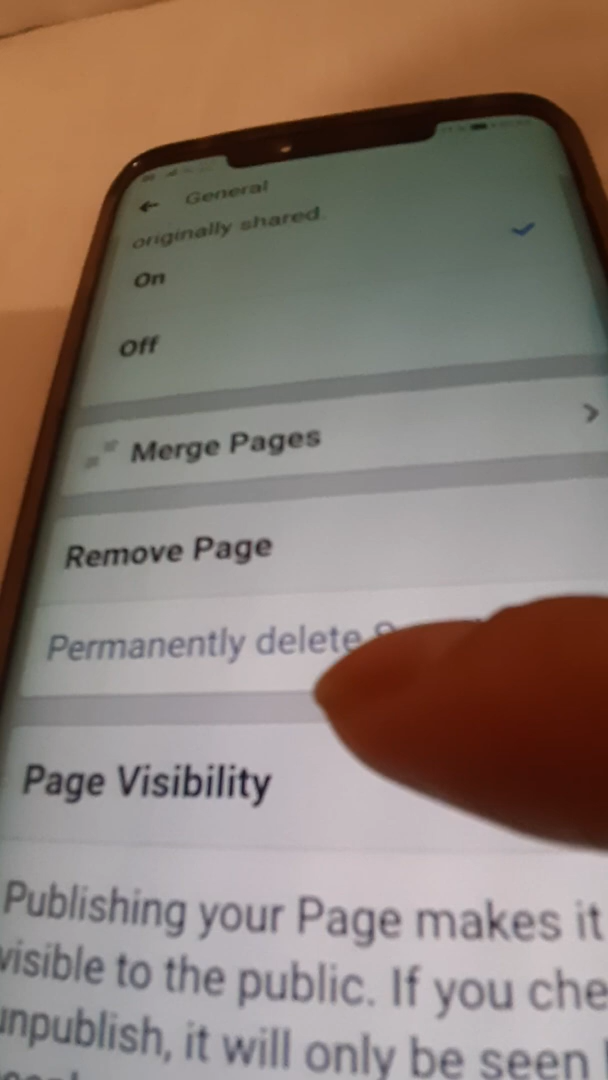 General
originally shared.
On
Off
Merge Pages
Remove Page
Permanently delete
Page Visibility
Publishing your Page makes it
visible to the public. If you che
unpublish, it will only be seen